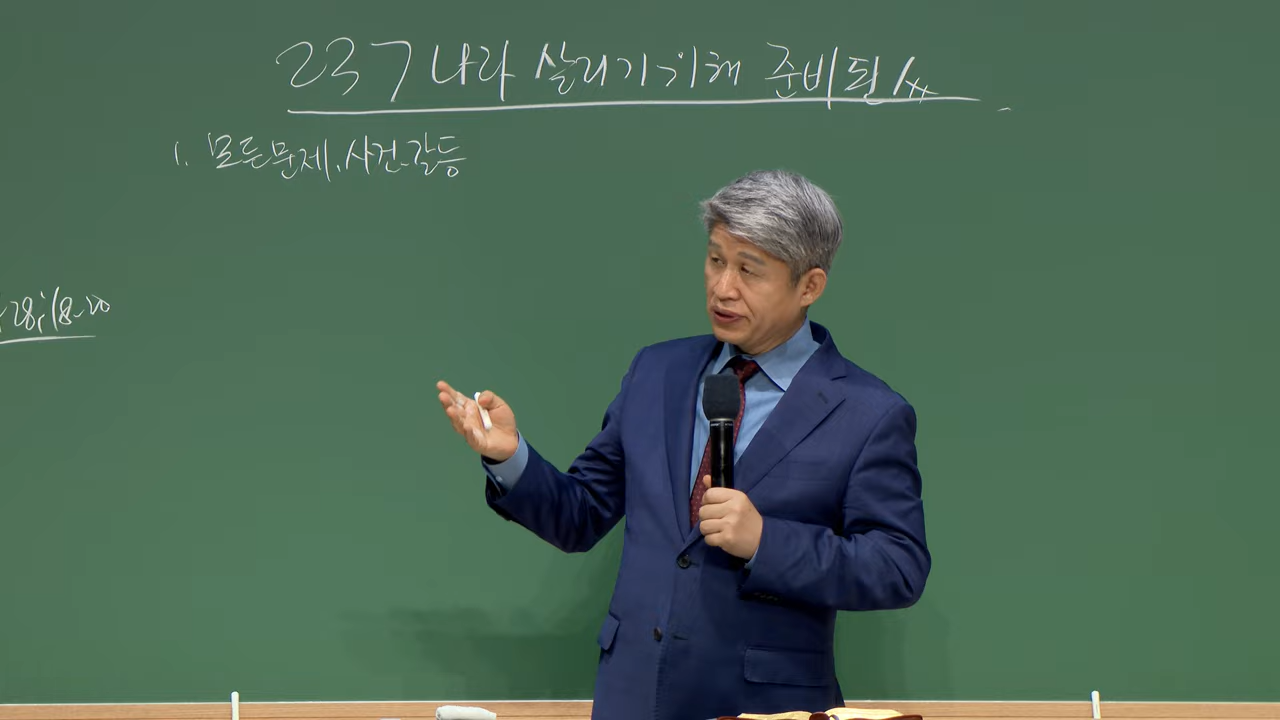 237 나라 살리기 위해 준비된
1. 모든 문제, 사건, 갈등
28:18-20